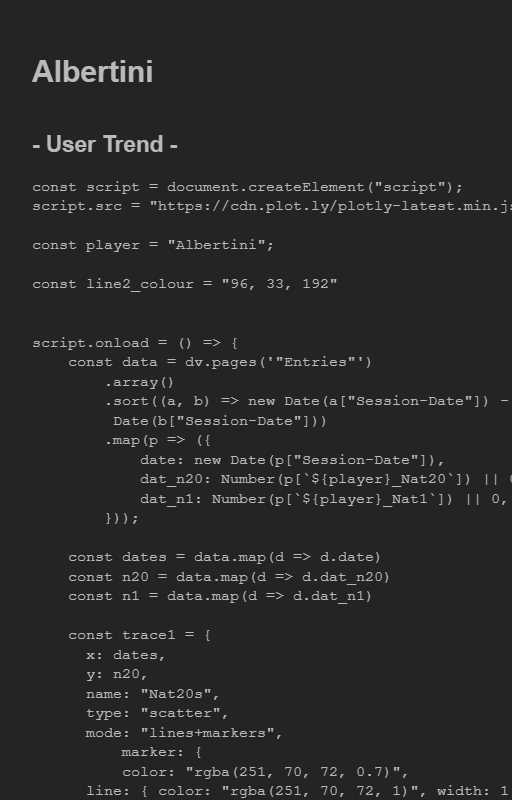 Albertini
- User Trend -
const script = document.createElement("script");
script.src = "https://cdn.plot.ly/plotly-latest.min.js
const player = "Albertini";
const line2_colour = "96, 33, 192"
script.onload = () => {
    const data = dv.pages('"Entries"')
        .array()
        .sort((a, b) => new Date(a["Session-Date"]) -
         Date(b["Session-Date"]))
        .map(p => ({
            date: new Date(p["Session-Date"]),
            dat_n20: Number(p[`${player}_Nat20`]) || 0
            dat_n1: Number(p[`${player}_Nat1`]) || 0,
        }));
    const dates = data.map(d => d.date)
    const n20 = data.map(d => d.dat_n20)
    const n1 = data.map(d => d.dat_n1)
    const trace1 = {
      x: dates,
      y: n20,
      name: "Nat20s",
      type: "scatter",
      mode: "lines+markers",
          marker: {
          color: "rgba(251, 70, 72, 0.7)",
      line: { color: "rgba(251, 70, 72, 1)", width: 1